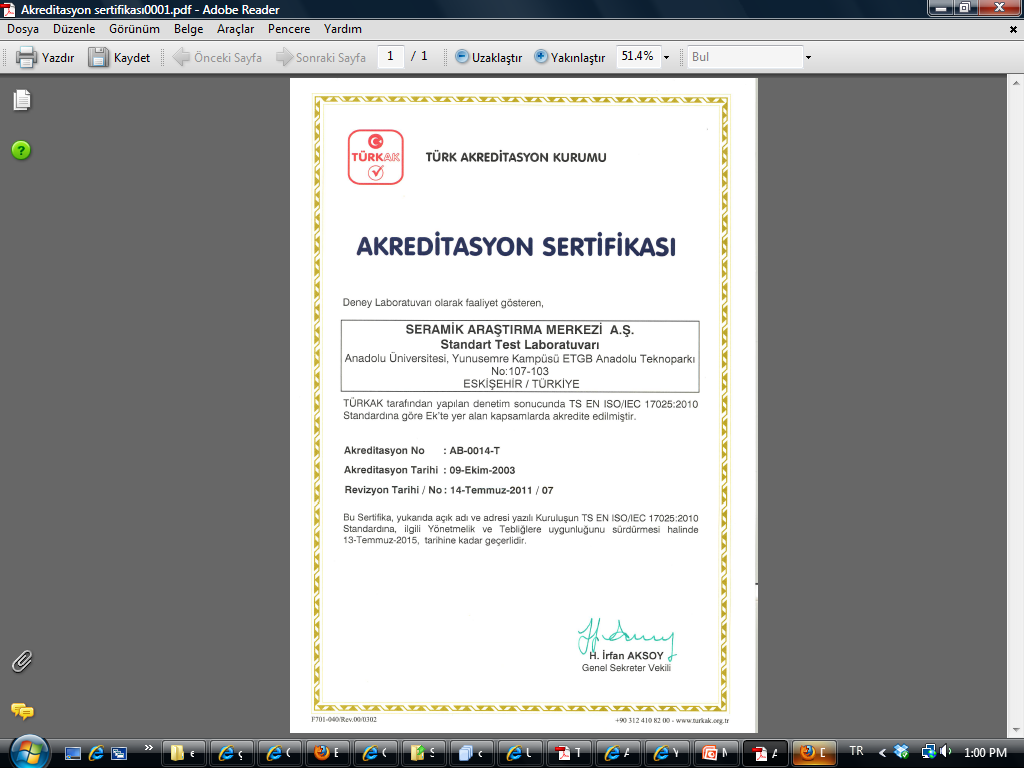 Akreditasyon sertifikası0001.pdf - Adobe Reader
Dosya Düzenle Görünüm Belge Araçlar Pencere Yardım
Yazdır Kaydet Önceki Sayfa Sonraki Sayfa 1 / 1 Uzaklaştır Yakınlaştır 51.4% Bul
TÜRKAK
TÜRK AKREDİTASYON KURUMU
AKREDİTASYON SERTİFİKASI
Deney Laboratuvarı olarak faaliyet gösteren,
SERAMİK ARAŞTIRMA MERKEZİ A.Ş.
Standart Test Laboratuvarı
Anadolu Üniversitesi, Yunusemre Kampüsü ETGB Anadolu Teknoparkı
No:107-103
ESKİŞEHİR / TÜRKİYE
TÜRKAK tarafından yapılan denetim sonucunda TS EN ISO/IEC 17025:2010
Standardına göre Ek'te yer alan kapsamlarda akredite edilmiştir.
Akreditasyon No : AB-0014-T
Akreditasyon Tarihi : 09-Ekim-2003
Revizyon Tarihi / No : 14-Temmuz-2011 / 07
Bu Sertifika, yukarıda açık adı ve adresi yazılı Kuruluşun TS EN ISO/IEC 17025:2010
Standardına, ilgili Yönetmelik ve Tebliğlere uygunluğunu sürdürmesi halinde
13-Temmuz-2015, tarihine kadar geçerlidir.
H. İrfan AKSOY
Genel Sekreter Vekili
F701-040/Rev.00/0302
+90 312 410 82 00 - www.turkak.org.tr
TR 1:00 PM